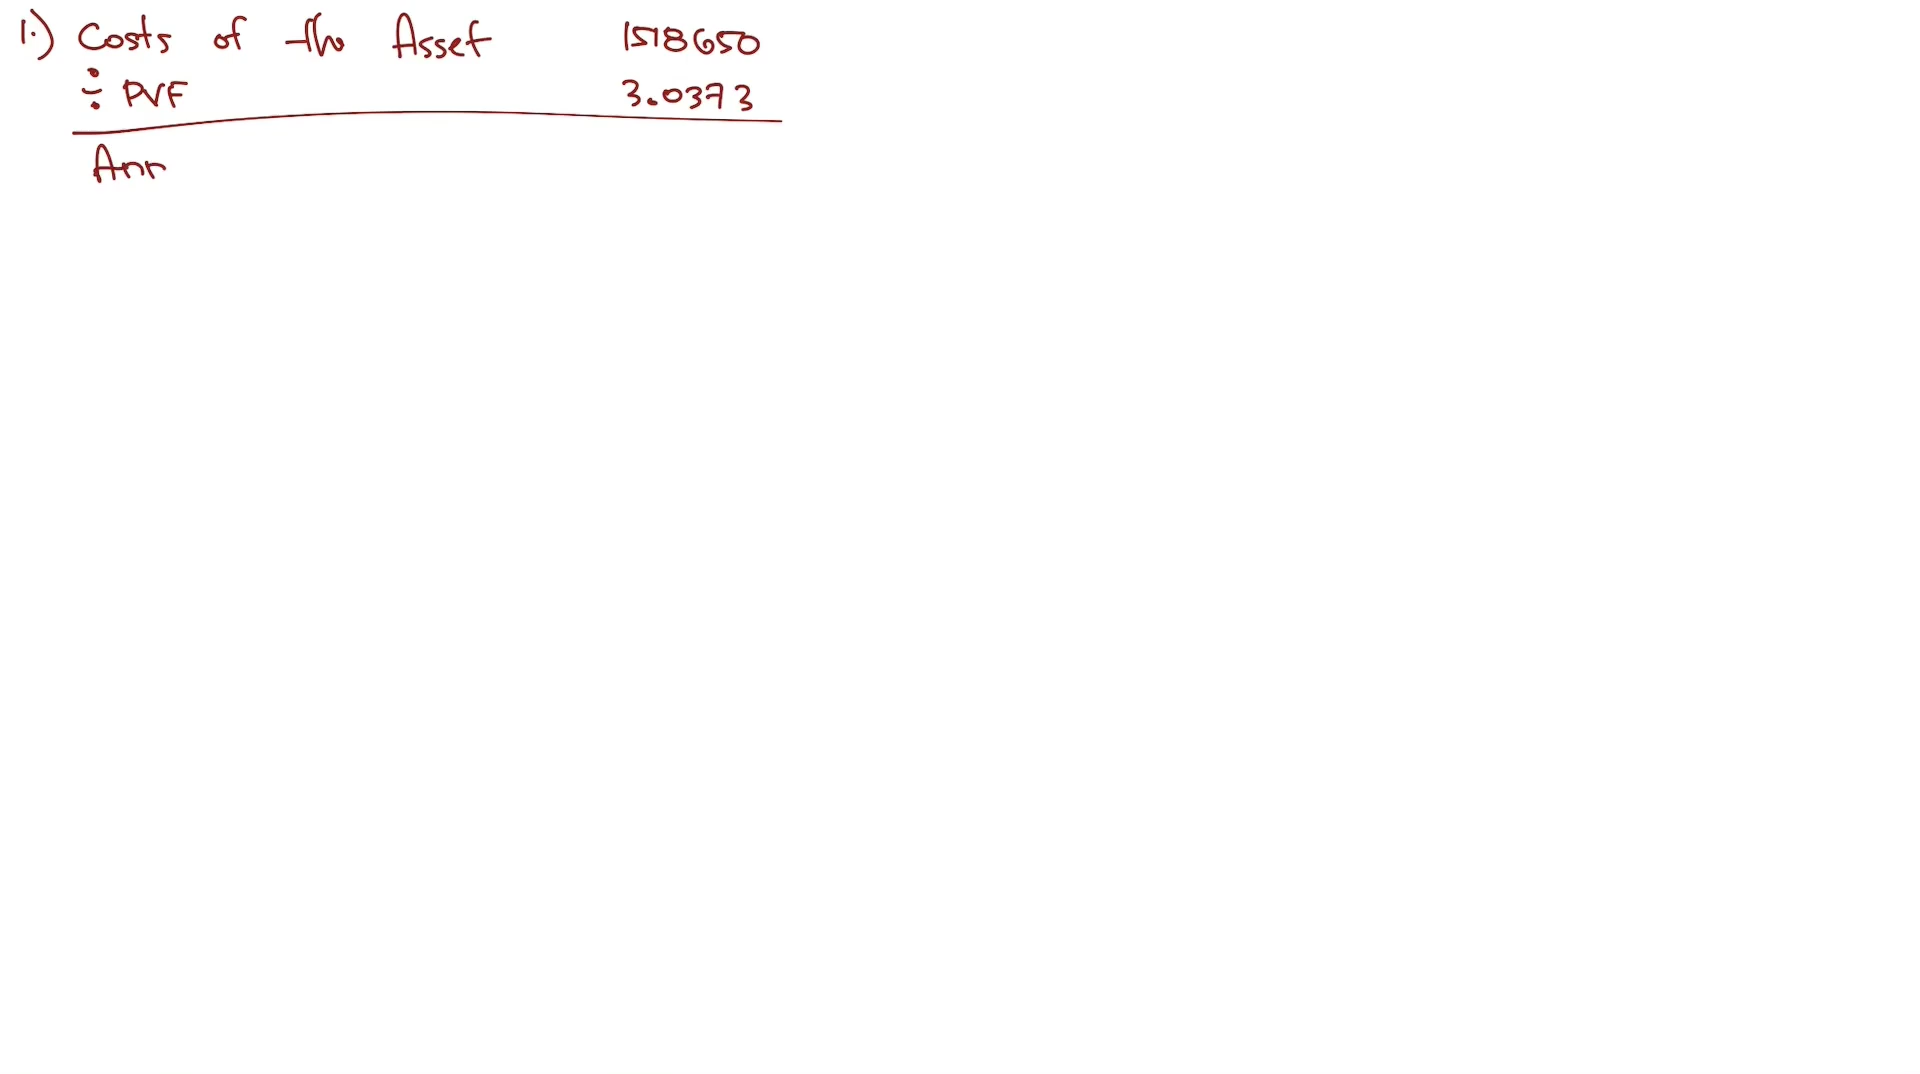 1.) Costs of the Asset 1518650
÷ PVF 3.0373
Ann